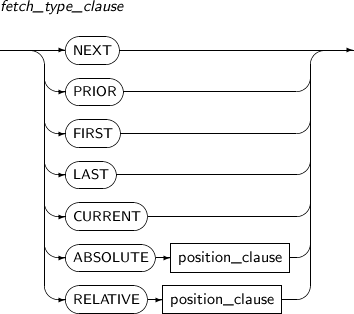 fetch_type_clause
NEXT
PRIOR
FIRST
LAST
CURRENT
ABSOLUTE position_clause
RELATIVE position_clause